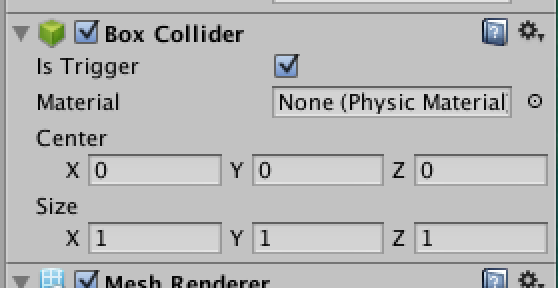 Box Collider
Is Trigger
Material None (Physic Material)
Center
X 0 Y 0 Z 0
Size
X 1 Y 1 Z 1
Mesh Renderer